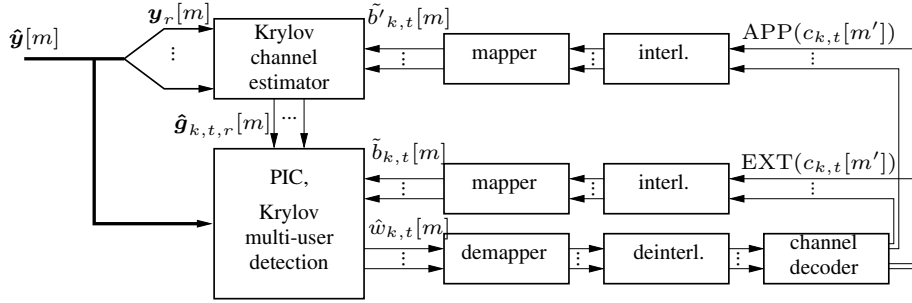 𝒚_r[m]
ŷ[m]
⋮
Krylov
channel
estimator
b̃'_{k,t}[m]
⋮
mapper
⋮
interl.
APP(c_{k,t}[m′])
⋮
ĝ_{k,t,r}[m]
...
PIC,
Krylov
multi-user
detection
b̃_{k,t}[m]
⋮
mapper
⋮
interl.
EXT(c_{k,t}[m′])
⋮
ŵ_{k,t}[m]
⋮
demapper
⋮
deinterl.
⋮
channel
decoder